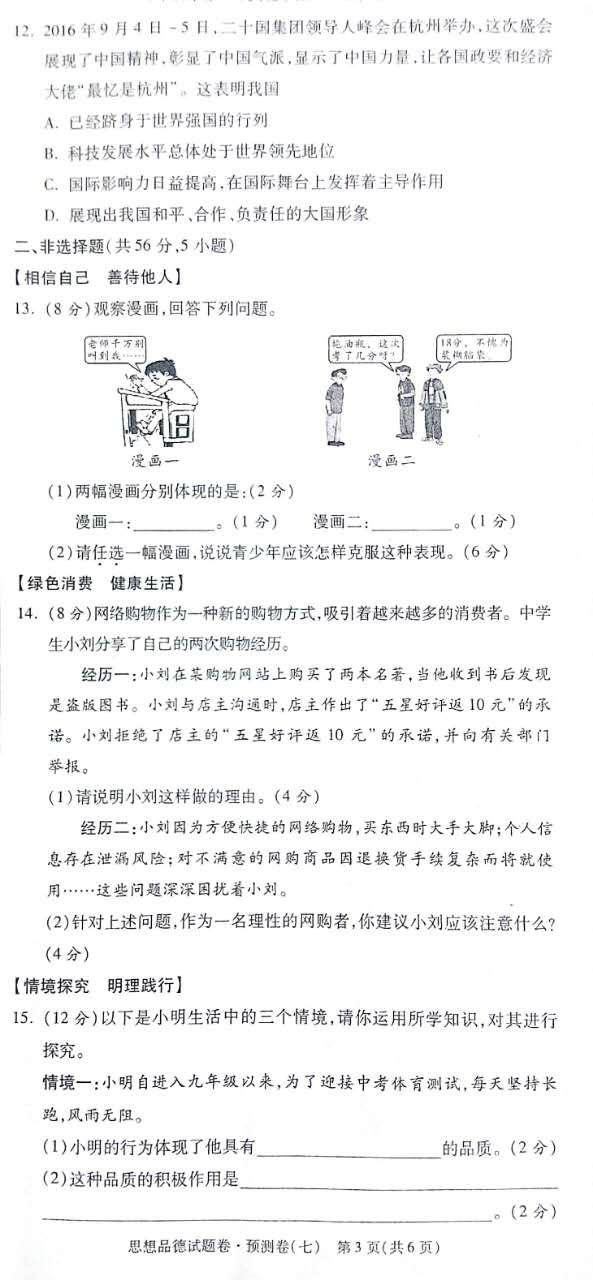 12. 2016年9月4日-5日,二十国集团领导人峰会在杭州举办,这次盛会
展现了中国精神,彰显了中国气派,显示了中国力量,让各国政要和经济
大佬“最忆是杭州”。这表明我国
A. 已经跻身于世界强国的行列
B. 科技发展水平总体处于世界领先地位
C. 国际影响力日益提高,在国际舞台上发挥着主导作用
D. 展现出我国和平、合作、负责任的大国形象
二、非选择题(共56分,5小题)
【相信自己 善待他人】
13. (8分)观察漫画,回答下列问题。
老师千万别
叫到我……
拖油瓶,这次
考了几分呀?
18分,不愧为
装糊脑袋
漫画一
漫画二
(1)两幅漫画分别体现的是:(2分)
漫画一:________。(1分) 漫画二:________。(1分)
(2)请任选一幅漫画,说说青少年应该怎样克服这种表现。(6分)
【绿色消费 健康生活】
14. (8分)网络购物作为一种新的购物方式,吸引着越来越多的消费者。中学
生小刘分享了自己的两次购物经历。
经历一:小刘在某购物网站上购买了两本名著,当他收到书后发现
是盗版图书。小刘与店主沟通时,店主作出了“五星好评返10元”的承
诺。小刘拒绝了店主的“五星好评返10元”的承诺,并向有关部门
举报。
(1)请说明小刘这样做的理由。(4分)
经历二:小刘因为方便快捷的网络购物,买东西时大手大脚;个人信
息存在泄漏风险;对不满意的网购商品因退换货手续复杂而将就使
用……这些问题深深困扰着小刘。
(2)针对上述问题,作为一名理性的网购者,你建议小刘应该注意什么?
(4分)
【情境探究 明理践行】
15. (12分)以下是小明生活中的三个情境,请你运用所学知识,对其进行
探究。
情境一:小明自进入九年级以来,为了迎接中考体育测试,每天坚持长
跑,风雨无阻。
(1)小明的行为体现了他具有________________的品质。(2分)
(2)这种品质的积极作用是____________________________
________________________________________。(2分)
思想品德试题卷·预测卷(七) 第3页(共6页)